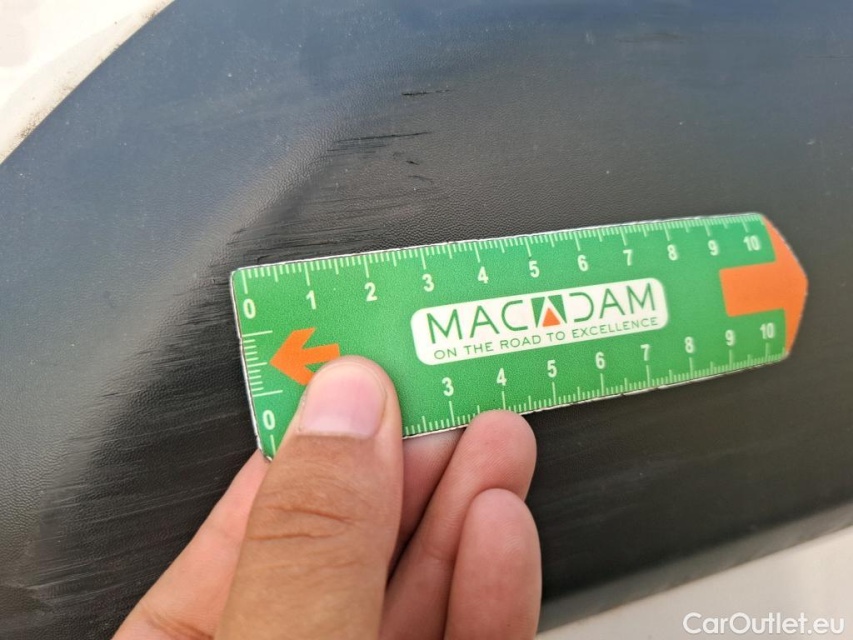 0 1 2 3 4 5 6 7 8 9 10
MACADAM
ON THE ROAD TO EXCELLENCE
0 3 4 5 6 7 8 9 10
CarOutlet.eu